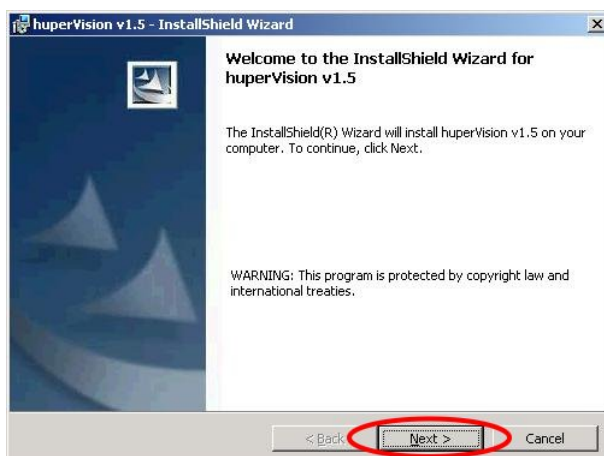 huperVision v1.5 - InstallShield Wizard
Welcome to the InstallShield Wizard for
huperVision v1.5
The InstallShield(R) Wizard will install huperVision v1.5 on your
computer. To continue, click Next.
WARNING: This program is protected by copyright law and
international treaties.
< Back Next > Cancel